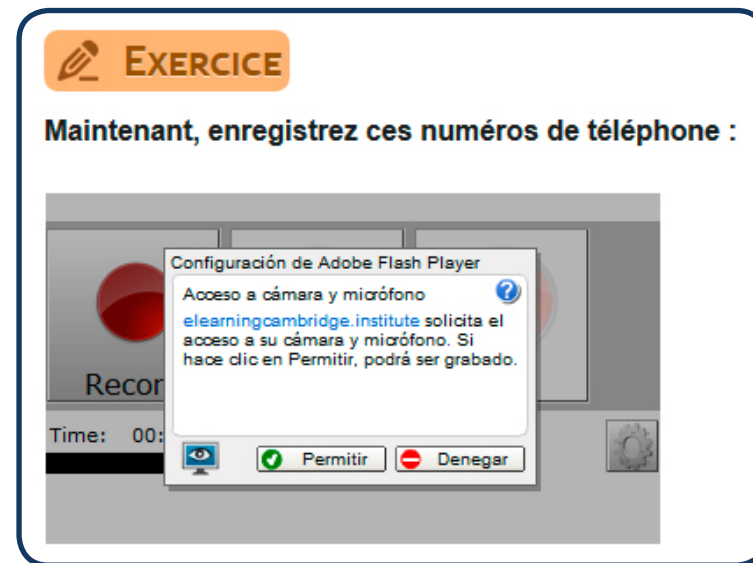 EXERCICE
Maintenant, enregistrez ces numéros de téléphone :
Configuración de Adobe Flash Player
Acceso a cámara y micrófono
elearningcambridge.institute solicita el
acceso a su cámara y micrófono. Si
hace clic en Permitir, podrá ser grabado.
Recor
Time: 00:
Permitir
Denegar